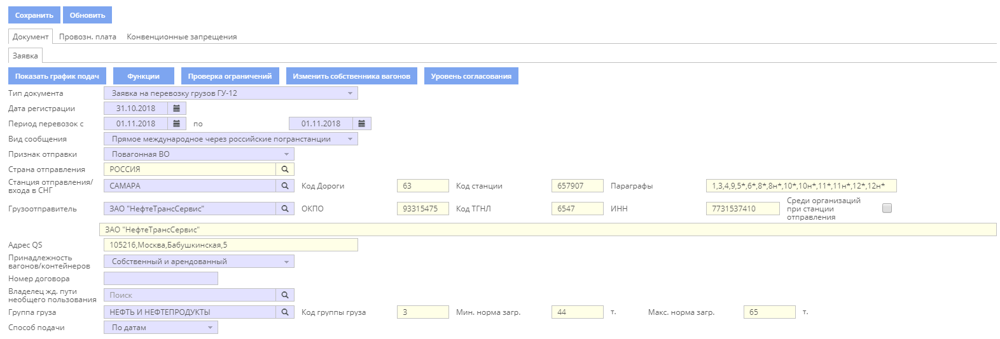 Сохранить Обновить
Документ Провозн. плата Конвенционные запрещения
Заявка
Показать график подач Функции Проверка ограничений Изменить собственника вагонов Уровень согласования
Тип документа Заявка на перевозку грузов ГУ-12
Дата регистрации 31.10.2018
Период перевозок с 01.11.2018 по 01.11.2018
Вид сообщения Прямое международное через российские погранстанции
Признак отправки Повагонная ВО
Страна отправления РОССИЯ
Станция отправления/
входа в СНГ САМАРА Код Дороги 63 Код станции 657907 Параграфы 1,3,4,9,5*,6*,8*,8н*,10*,10н*,11*,11н*,12*,12н*
Грузоотправитель ЗАО "НефтеТрансСервис" ОКПО 93315475 Код ТГНЛ 6547 ИНН 7731537410 Среди организаций
при станции
отправления
ЗАО "НефтеТрансСервис"
Адрес QS 105216,Москва,Бабушкинская,5
Принадлежность
вагонов/контейнеров Собственный и арендованный
Номер договора
Владелец жд. пути
необщего пользования Поиск
Группа груза НЕФТЬ И НЕФТЕПРОДУКТЫ Код группы груза 3 Мин. норма загр. 44 т. Макс. норма загр. 65 т.
Способ подачи По датам